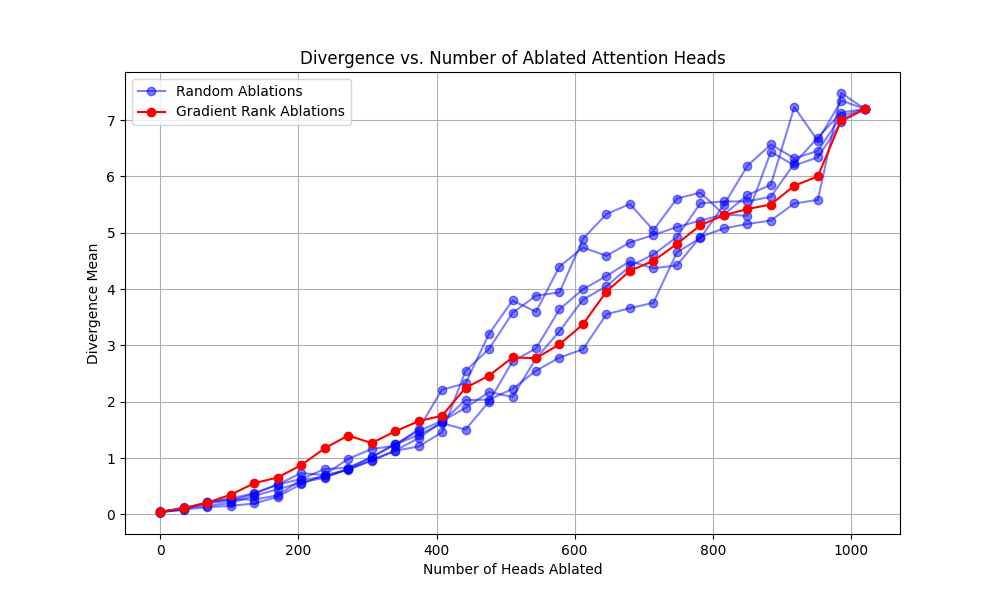 Divergence vs. Number of Ablated Attention Heads
Random Ablations
Gradient Rank Ablations
Divergence Mean
7
6
5
4
3
2
1
0
0 200 400 600 800 1000
Number of Heads Ablated